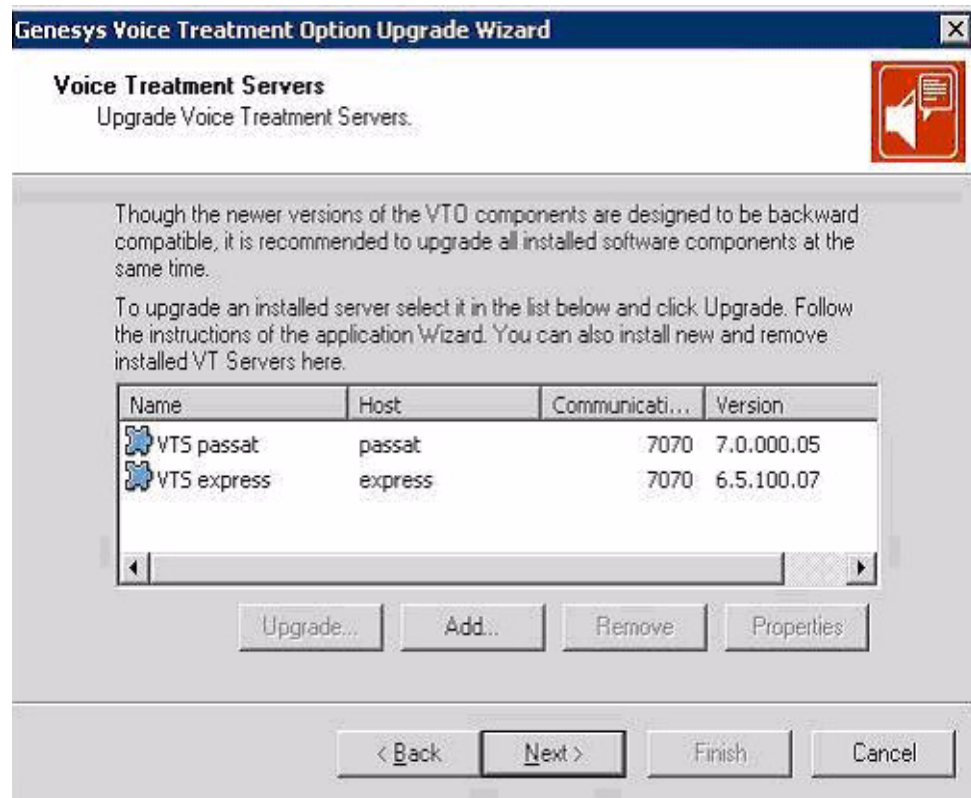 Genesys Voice Treatment Option Upgrade Wizard
Voice Treatment Servers
Upgrade Voice Treatment Servers.
Though the newer versions of the VTO components are designed to be backward
compatible, it is recommended to upgrade all installed software components at the
same time.
To upgrade an installed server select it in the list below and click Upgrade. Follow
the instructions of the application Wizard. You can also install new and remove
installed VT Servers here.
Name Host Communicati... Version
VTS passat passat 7070 7.0.000.05
VTS express express 7070 6.5.100.07
Upgrade... Add... Remove Properties
< Back Next > Finish Cancel